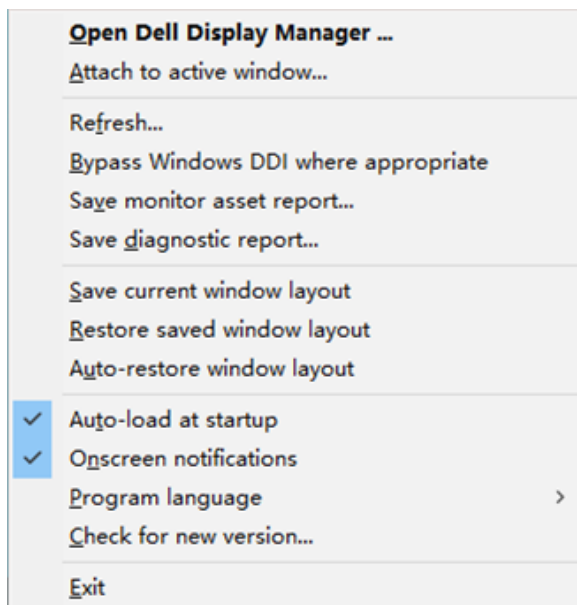 Open Dell Display Manager ...
Attach to active window...
Refresh...
Bypass Windows DDI where appropriate
Save monitor asset report...
Save diagnostic report...
Save current window layout
Restore saved window layout
Auto-restore window layout
Auto-load at startup
Onscreen notifications
Program language
Check for new version...
Exit